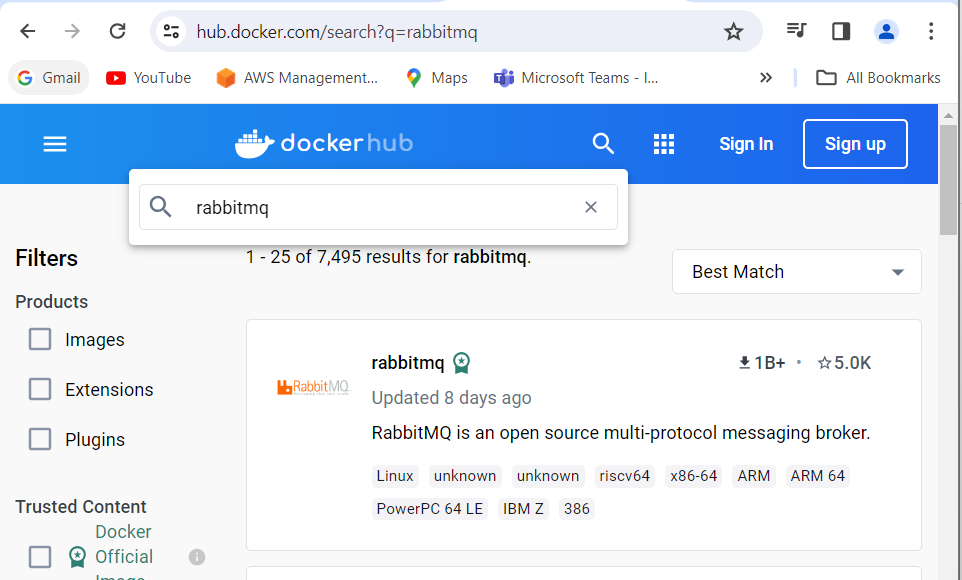 hub.docker.com/search?q=rabbitmq
Gmail YouTube AWS Management... Maps Microsoft Teams - I... All Bookmarks
dockerhub Sign In Sign up
rabbitmq
Filters
1 - 25 of 7,495 results for rabbitmq.
Best Match
Products
Images
Extensions
Plugins
Trusted Content
Docker
Official
Image
rabbitmq 1B+ • 5.0K
RabbitMQ
Updated 8 days ago
RabbitMQ is an open source multi-protocol messaging broker.
Linux unknown unknown riscv64 x86-64 ARM ARM 64
PowerPC 64 LE IBM Z 386